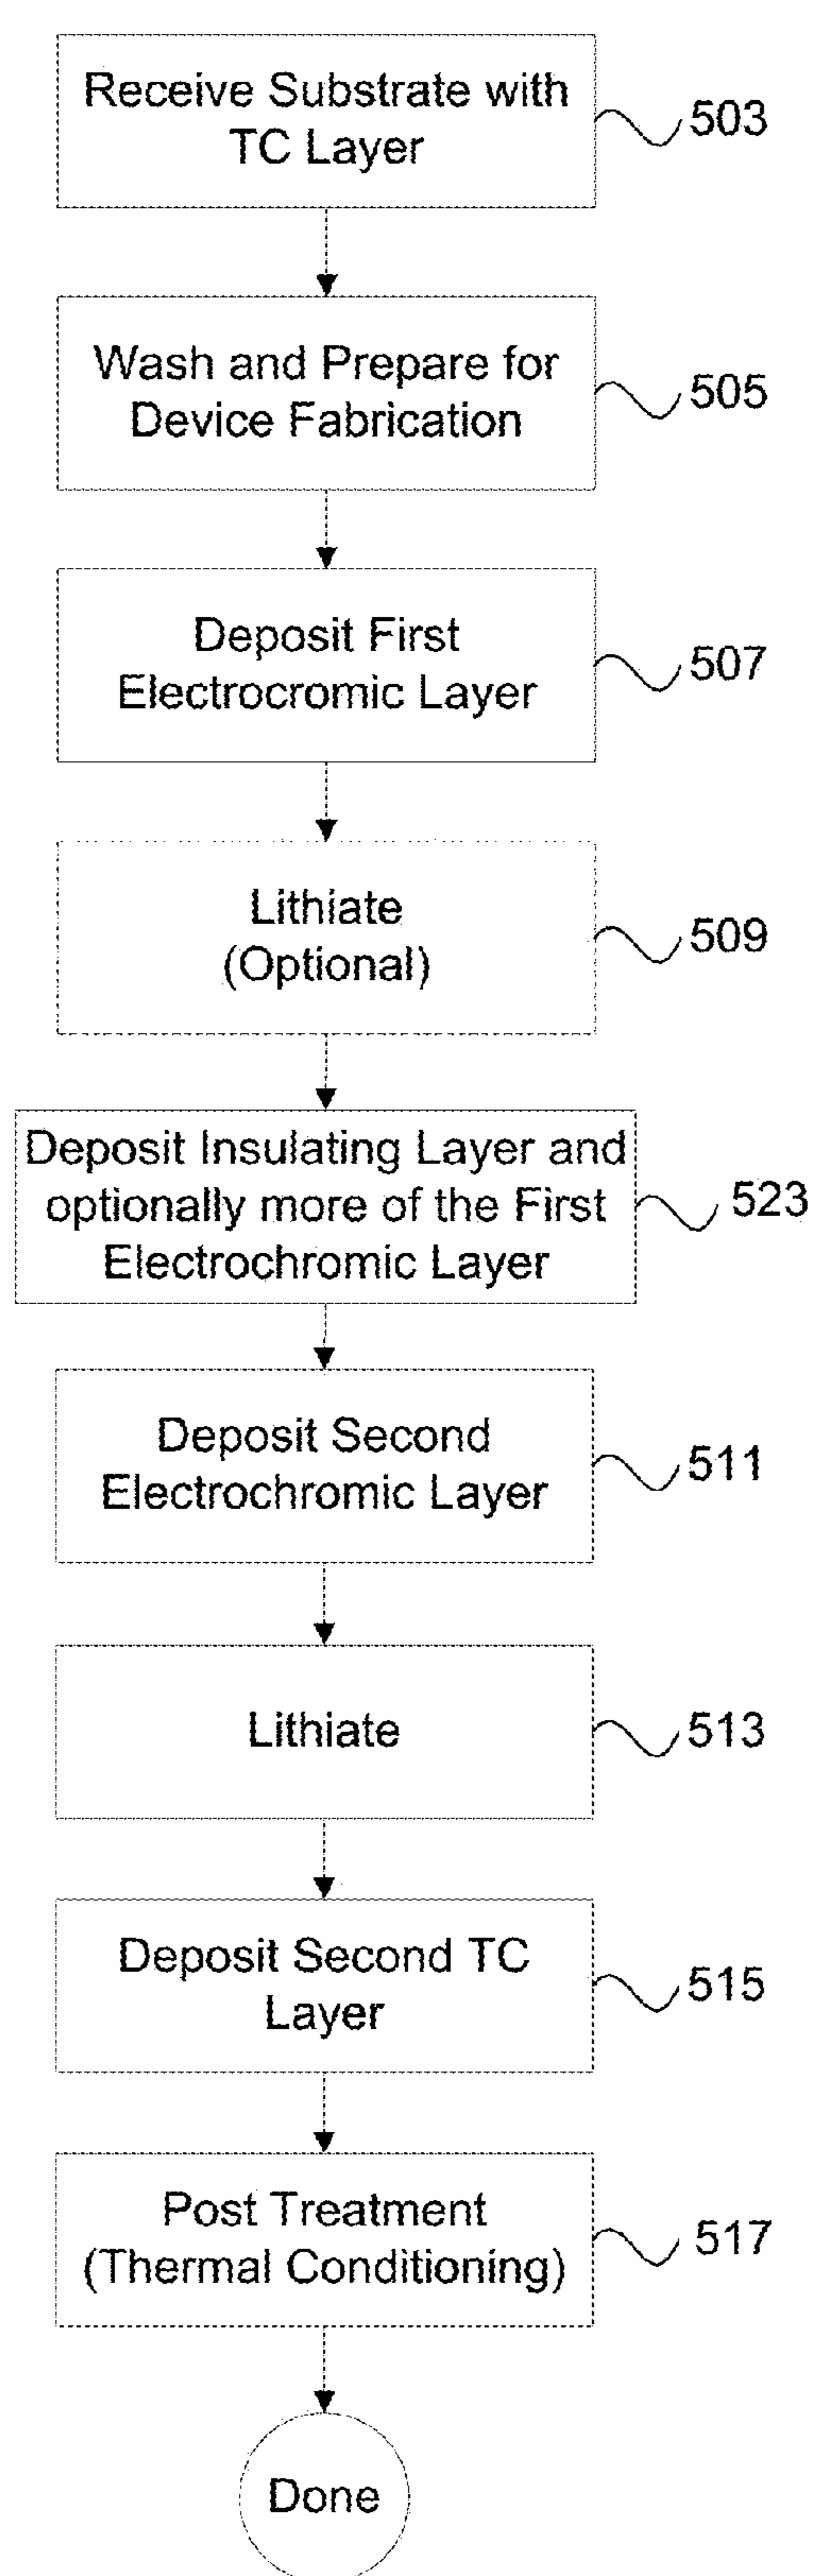 Receive Substrate with
TC Layer
503
Wash and Prepare for
Device Fabrication
505
Deposit First
Electrocromic Layer
507
Lithiate
(Optional)
509
Deposit Insulating Layer and
optionally more of the First
Electrochromic Layer
523
Deposit Second
Electrochromic Layer
511
Lithiate
513
Deposit Second TC
Layer
515
Post Treatment
(Thermal Conditioning)
517
Done